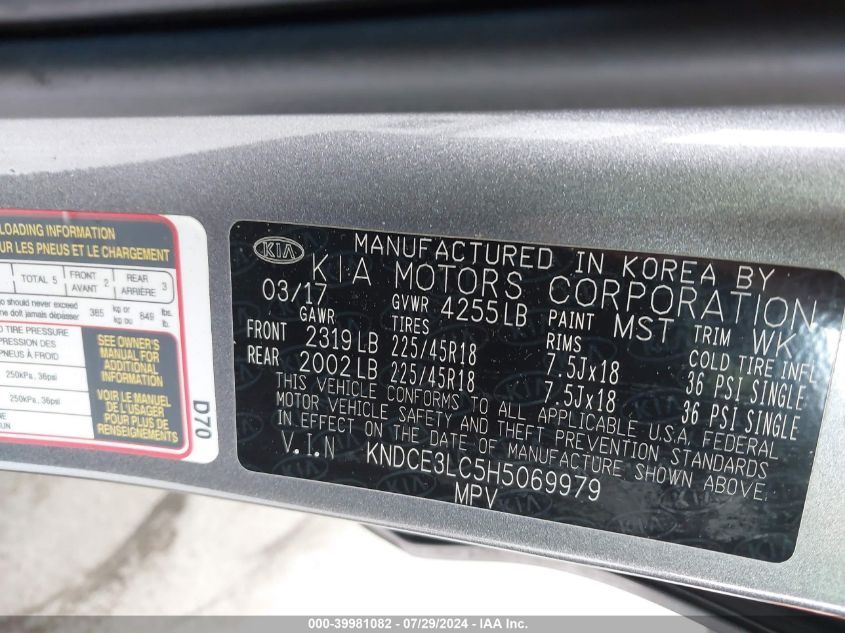 LOADING INFORMATION
UR LES PNEUS ET LE CHARGEMENT
TOTAL 5 FRONT AVANT 2 REAR ARRIÈRE 3
should never exceed
doit jamais dépasser 385 kg or kg ou 849 lbs. lb.
TIRE PRESSURE
PRESSION DES
PNEUS À FROID
250kPa, 36psi
250kPa, 36psi
SEE OWNER'S
MANUAL FOR
ADDITIONAL
INFORMATION
VOIR LE MANUEL
DE L'USAGER
POUR PLUS DE
RENSEIGNEMENTS
D70
KIA
MANUFACTURED IN KOREA BY
KIA MOTORS CORPORATION
03/17 GVWR 4255LB PAINT MST TRIM WK
GAWR TIRES RIMS COLD TIRE INFL
FRONT 2319LB 225/45R18 7.5Jx18 36 PSI SINGLE
REAR 2002LB 225/45R18 7.5Jx18 36 PSI SINGLE
THIS VEHICLE CONFORMS TO ALL APPLICABLE U.S.A. FEDERAL
MOTOR VEHICLE SAFETY AND THEFT PREVENTION STANDARDS
IN EFFECT ON THE DATE OF MANUFACTURE SHOWN ABOVE.
V.I.N KNDCE3LC5H5069979
MPV
000-39981082 - 07/29/2024 - IAA Inc.